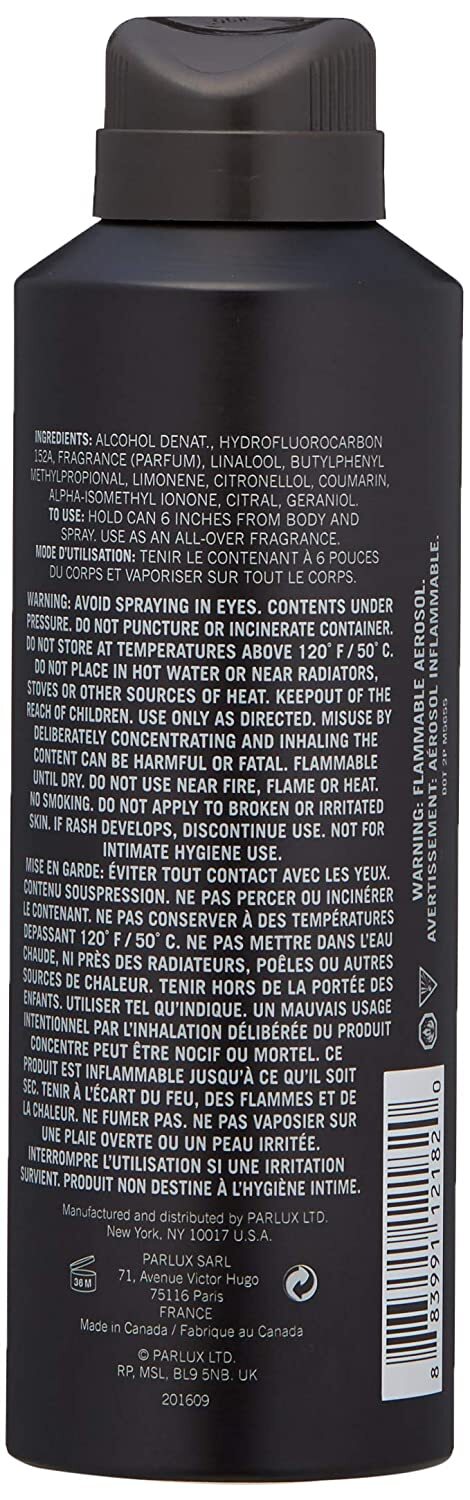 INGREDIENTS: ALCOHOL DENAT., HYDROFLUOROCARBON
152A, FRAGRANCE (PARFUM), LINALOOL, BUTYLPHENYL
METHYLPROPIONAL, LIMONENE, CITRONELLOL, COUMARIN,
ALPHA-ISOMETHYL IONONE, CITRAL, GERANIOL.
TO USE: HOLD CAN 6 INCHES FROM BODY AND
SPRAY. USE AS AN ALL-OVER FRAGRANCE.
MODE D'UTILISATION: TENIR LE CONTENANT À 6 POUCES
DU CORPS ET VAPORISER SUR TOUT LE CORPS.
WARNING: AVOID SPRAYING IN EYES. CONTENTS UNDER
PRESSURE. DO NOT PUNCTURE OR INCINERATE CONTAINER.
DO NOT STORE AT TEMPERATURES ABOVE 120° F / 50° C.
DO NOT PLACE IN HOT WATER OR NEAR RADIATORS,
STOVES OR OTHER SOURCES OF HEAT. KEEPOUT OF THE
REACH OF CHILDREN. USE ONLY AS DIRECTED. MISUSE BY
DELIBERATELY CONCENTRATING AND INHALING THE
CONTENT CAN BE HARMFUL OR FATAL. FLAMMABLE
UNTIL DRY. DO NOT USE NEAR FIRE, FLAME OR HEAT.
NO SMOKING. DO NOT APPLY TO BROKEN OR IRRITATED
SKIN. IF RASH DEVELOPS, DISCONTINUE USE. NOT FOR
INTIMATE HYGIENE USE.
MISE EN GARDE: ÉVITER TOUT CONTACT AVEC LES YEUX.
CONTENU SOUSPRESSION. NE PAS PERCER OU INCINÉRER
LE CONTENANT. NE PAS CONSERVER À DES TEMPÉRATURES
DEPASSANT 120° F / 50° C. NE PAS METTRE DANS L'EAU
CHAUDE, NI PRÈS DES RADIATEURS, POÊLES OU AUTRES
SOURCES DE CHALEUR. TENIR HORS DE LA PORTÉE DES
ENFANTS. UTILISER TEL QU'INDIQUE. UN MAUVAIS USAGE
INTENTIONNEL PAR L'INHALATION DÉLIBÉRÉE DU PRODUIT
CONCENTRE PEUT ÊTRE NOCIF OU MORTEL. CE
PRODUIT EST INFLAMMABLE JUSQU'À CE QU'IL SOIT
SEC. TENIR À L'ÉCART DU FEU, DES FLAMMES ET DE
LA CHALEUR. NE FUMER PAS. NE PAS VAPORISER SUR
UNE PLAIE OVERTE OU UN PEAU IRRITÉE.
INTERROMPRE L'UTILISATION SI UNE IRRITATION
SURVIENT. PRODUIT NON DESTINE À L'HYGIÈNE INTIME.
Manufactured and distributed by PARLUX LTD.
New York, NY 10017 U.S.A.
PARLUX SARL
71, Avenue Victor Hugo
75116 Paris
FRANCE
Made in Canada / Fabrique au Canada
© PARLUX LTD.
RP, MSL, BL9 5NB. UK
201609
36 M
WARNING: FLAMMABLE AEROSOL.
AVERTISSEMENT: AÉROSOL INFLAMMABLE.
DOT 2P M5655
8 83991 12182 0